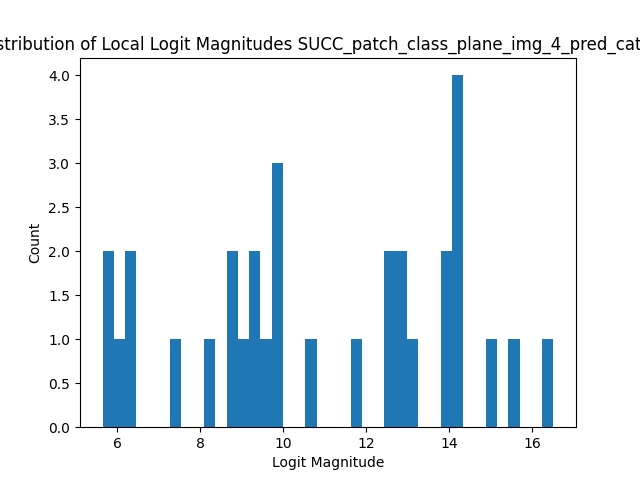 stribution of Local Logit Magnitudes SUCC_patch_class_plane_img_4_pred_cat
4.0
3.5
3.0
2.5
2.0
1.5
1.0
0.5
0.0
Count
6 8 10 12 14 16
Logit Magnitude